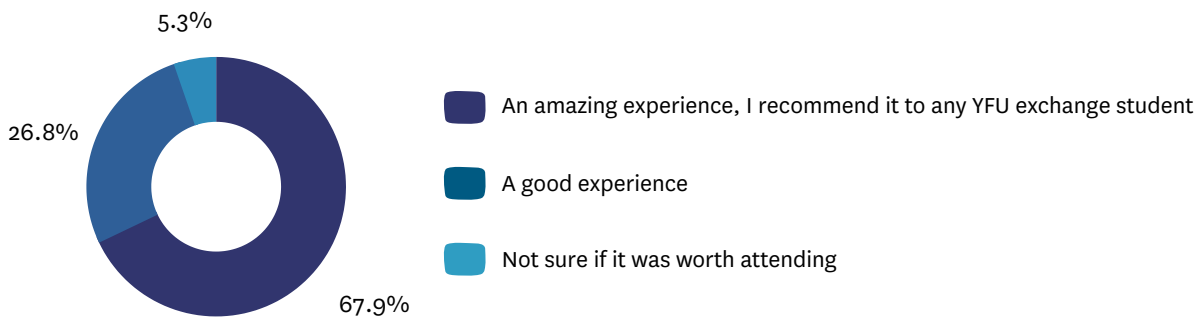 5.3%
An amazing experience, I recommend it to any YFU exchange student
26.8%
A good experience
Not sure if it was worth attending
67.9%